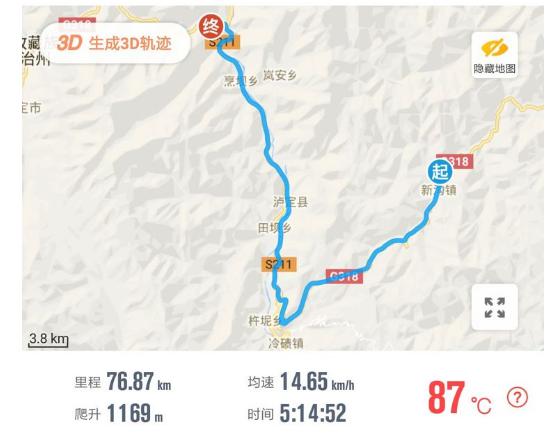 G318
终
3D 生成3D轨迹
S211
隐藏地图
藏
治州
烹坝乡
岚安乡
定市
G318
起
新沟镇
泸定县
田坝乡
S211
G318
杵坭乡
冷碛镇
3.8 km
里程 76.87 km
均速 14.65 km/h
87 ℃ ?
爬升 1169 m
时间 5:14:52